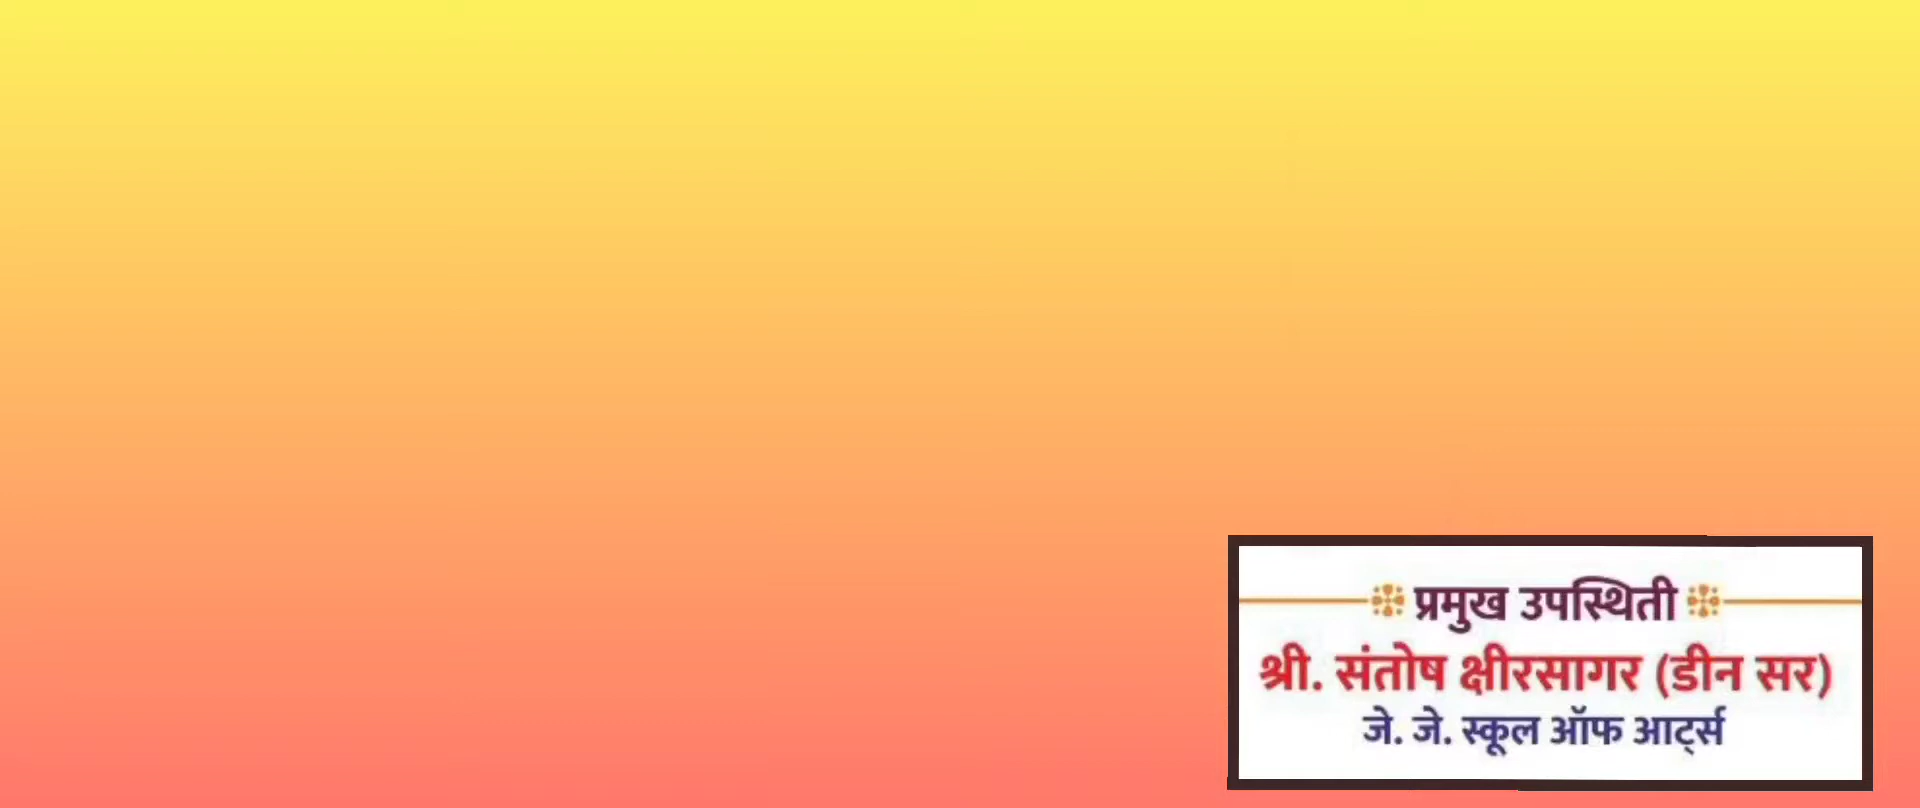 प्रमुख उपस्थिती
श्री. संतोष क्षीरसागर (डीन सर)
जे. जे. स्कूल ऑफ आर्ट्स